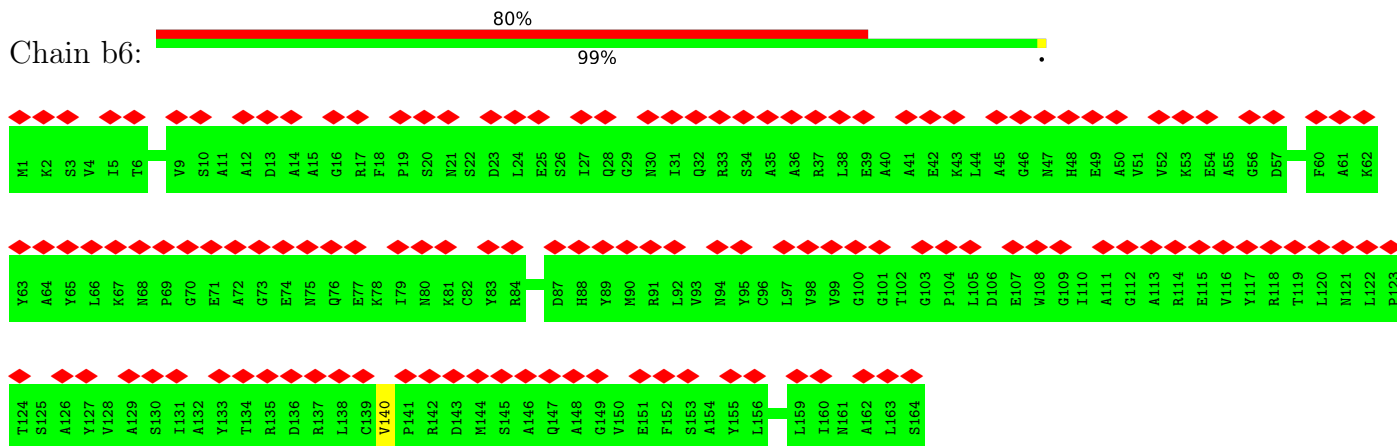 80%
Chain b6:
99%
.
M1 K2 S3 V4 I5 T6 V9 S10 A11 A12 D13 A14 A15 G16 R17 F18 P19 S20 N21 S22 D23 L24 E25 S26 I27 Q28 G29 N30 I31 Q32 R33 S34 A35 A36 R37 L38 E39 A40 A41 E42 K43 L44 A45 G46 N47 H48 E49 A50 V51 V52 K53 E54 A55 G56 D57 F60 A61 K62
Y63 A64 Y65 L66 K67 N68 P69 G70 E71 A72 G73 E74 N75 Q76 E77 K78 I79 N80 K81 C82 Y83 R84 D87 H88 Y89 M90 R91 L92 V93 N94 Y95 C96 L97 V98 V99 G100 G101 T102 G103 P104 L105 D106 E107 W108 G109 I110 A111 G112 A113 R114 E115 V116 Y117 R118 T119 L120 N121 L122 P123
T124 S125 A126 Y127 V128 A129 S130 I131 A132 Y133 T134 R135 D136 R137 L138 C139 V140 P141 R142 D143 M144 S145 A146 Q147 A148 G149 V150 E151 F152 S153 A154 Y155 L156 L159 I160 N161 A162 L163 S164